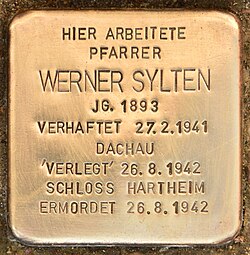 HIER ARBEITETE
PFARRER
WERNER SYLTEN
JG. 1893
VERHAFTET 27.2.1941
DACHAU
'VERLEGT' 26.8.1942
SCHLOSS HARTHEIM
ERMORDET 26.8.1942